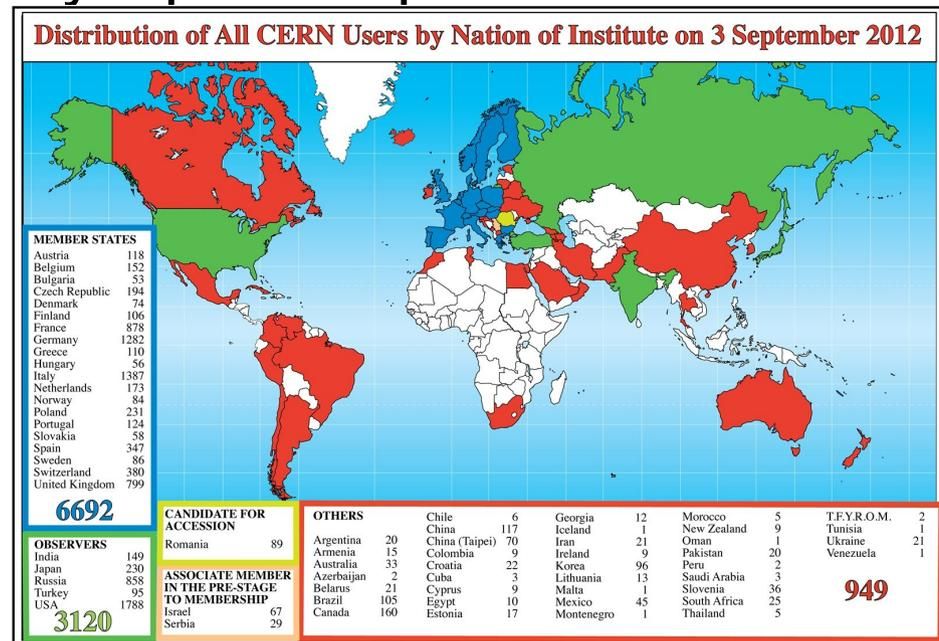 Distribution of All CERN Users by Nation of Institute on 3 September 2012
MEMBER STATES
Austria 118
Belgium 152
Bulgaria 53
Czech Republic 194
Denmark 74
Finland 106
France 878
Germany 1282
Greece 110
Hungary 56
Italy 1387
Netherlands 173
Norway 84
Poland 231
Portugal 124
Slovakia 58
Spain 347
Sweden 86
Switzerland 380
United Kingdom 799
6692
OBSERVERS
India 149
Japan 230
Russia 858
Turkey 95
USA 1788
3120
CANDIDATE FOR
ACCESSION
Romania 89
ASSOCIATE MEMBER
IN THE PRE-STAGE
TO MEMBERSHIP
Israel 67
Serbia 29
OTHERS
Argentina 20
Armenia 15
Australia 33
Azerbaijan 2
Belarus 21
Brazil 105
Canada 160
Chile 6
China 117
China (Taipei) 70
Colombia 9
Croatia 22
Cuba 3
Cyprus 9
Egypt 10
Estonia 17
Georgia 12
Iceland 1
Iran 21
Ireland 9
Korea 96
Lithuania 13
Malta 1
Mexico 45
Montenegro 1
Morocco 5
New Zealand 9
Oman 1
Pakistan 20
Peru 2
Saudi Arabia 3
Slovenia 36
South Africa 25
Thailand 5
T.F.Y.R.O.M. 2
Tunisia 1
Ukraine 21
Venezuela 1
949